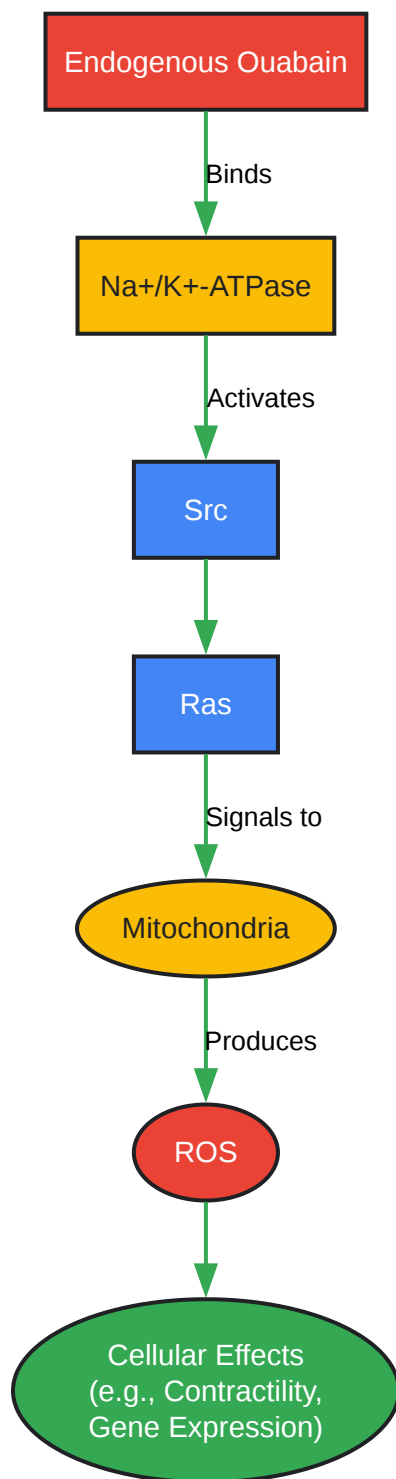 Endogenous Ouabain
Binds
Na+/K+-ATPase
Activates
Src
Ras
Signals to
Mitochondria
Produces
ROS
Cellular Effects
(e.g., Contractility,
Gene Expression)